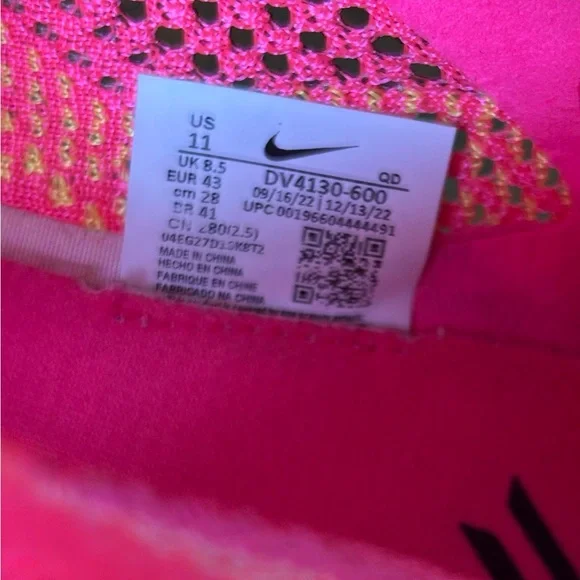 US
11
UK 8.5
EUR 43
cm 28
BR 41
CN 280(2.5)
QD
DV4130-600
09/16/22 | 12/13/22
UPC 00196604444491
MADE IN CHINA
HECHO EN CHINA
FABRIQUE EN CHINE
FABRICADO NA CHINA